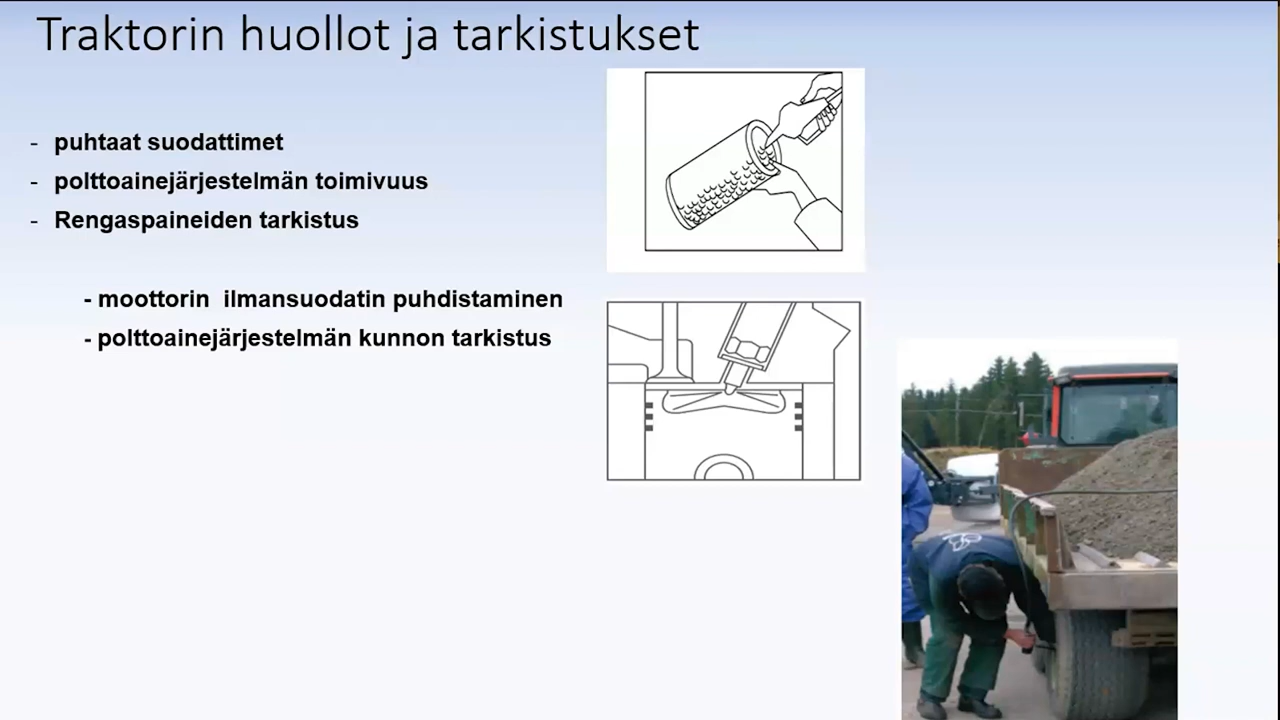 Traktorin huollot ja tarkistukset
- puhtaat suodattimet
- polttoainejärjestelmän toimivuus
- Rengaspaineiden tarkistus
- moottorin ilmansuodatin puhdistaminen
- polttoainejärjestelmän kunnon tarkistus